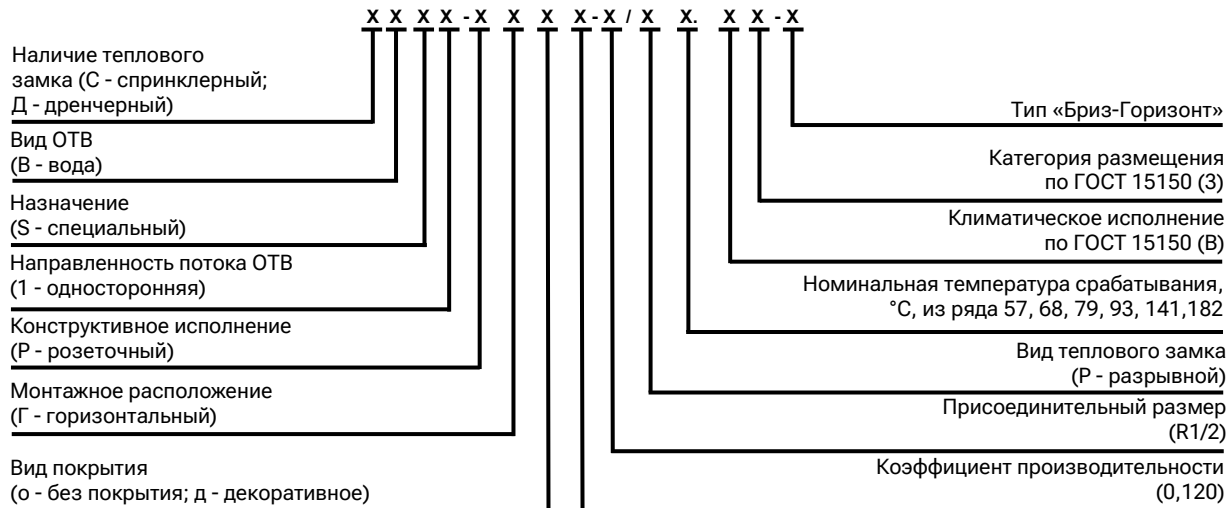 X X X X - X X X X - X / X X. X X - X
Наличие теплового
замка (С - спринклерный;
Д - дренчерный)
Вид ОТВ
(В - вода)
Назначение
(S - специальный)
Направленность потока ОТВ
(1 - односторонняя)
Конструктивное исполнение
(Р - розеточный)
Монтажное расположение
(Г - горизонтальный)
Вид покрытия
(о - без покрытия; д - декоративное)
Тип «Бриз-Горизонт»
Категория размещения
по ГОСТ 15150 (3)
Климатическое исполнение
по ГОСТ 15150 (В)
Номинальная температура срабатывания,
°С, из ряда 57, 68, 79, 93, 141,182
Вид теплового замка
(Р - разрывной)
Присоединительный размер
(R1/2)
Коэффициент производительности
(0,120)